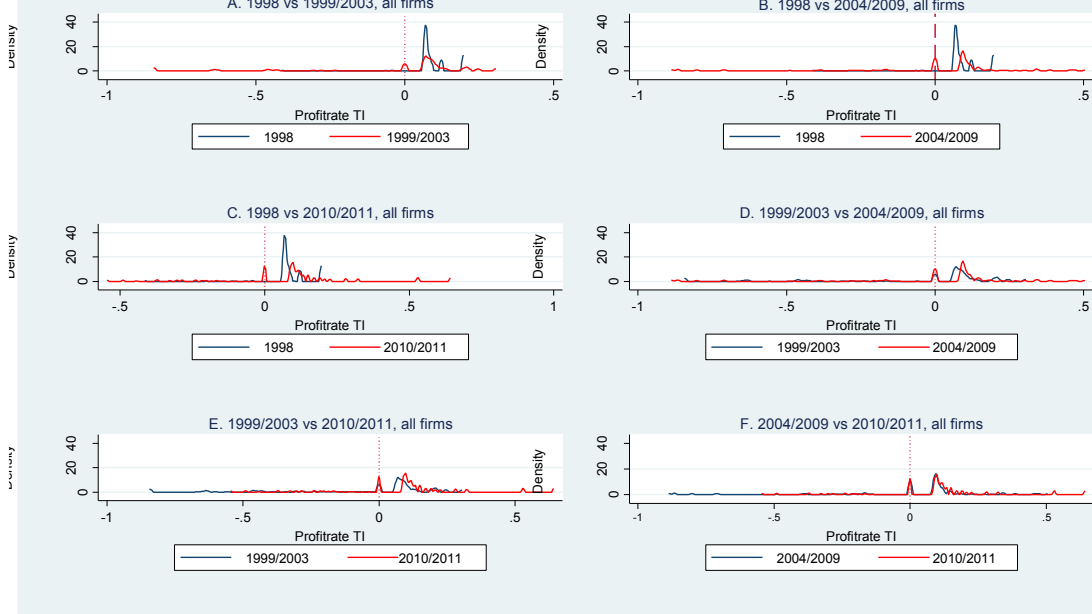 A. 1998 vs 1999/2003, all firms
Density
0 20 40
-1 -.5 0 .5
Profitrate TI
1998 1999/2003
B. 1998 vs 2004/2009, all firms
Density
0 20 40
-1 -.5 0 .5
Profitrate TI
1998 2004/2009
C. 1998 vs 2010/2011, all firms
Density
0 20 40
-.5 0 .5 1
Profitrate TI
1998 2010/2011
D. 1999/2003 vs 2004/2009, all firms
Density
0 20 40
-1 -.5 0 .5
Profitrate TI
1999/2003 2004/2009
E. 1999/2003 vs 2010/2011, all firms
Density
0 20 40
-1 -.5 0 .5
Profitrate TI
1999/2003 2010/2011
F. 2004/2009 vs 2010/2011, all firms
Density
0 20 40
-1 -.5 0 .5
Profitrate TI
2004/2009 2010/2011